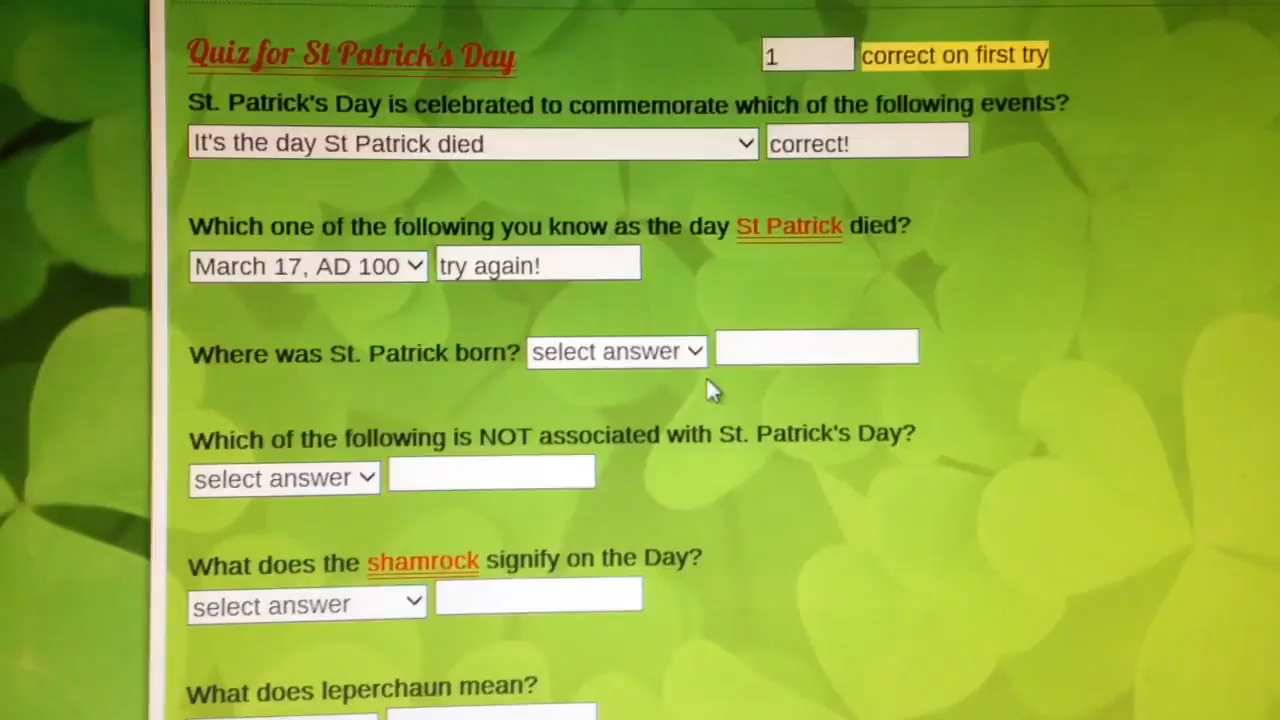 Quiz for St Patrick's Day
1 correct on first try
St. Patrick's Day is celebrated to commemorate which of the following events?
It's the day St Patrick died correct!
Which one of the following you know as the day St Patrick died?
March 17, AD 100 try again!
Where was St. Patrick born? select answer
Which of the following is NOT associated with St. Patrick's Day?
select answer
What does the shamrock signify on the Day?
select answer
What does leperchaun mean?